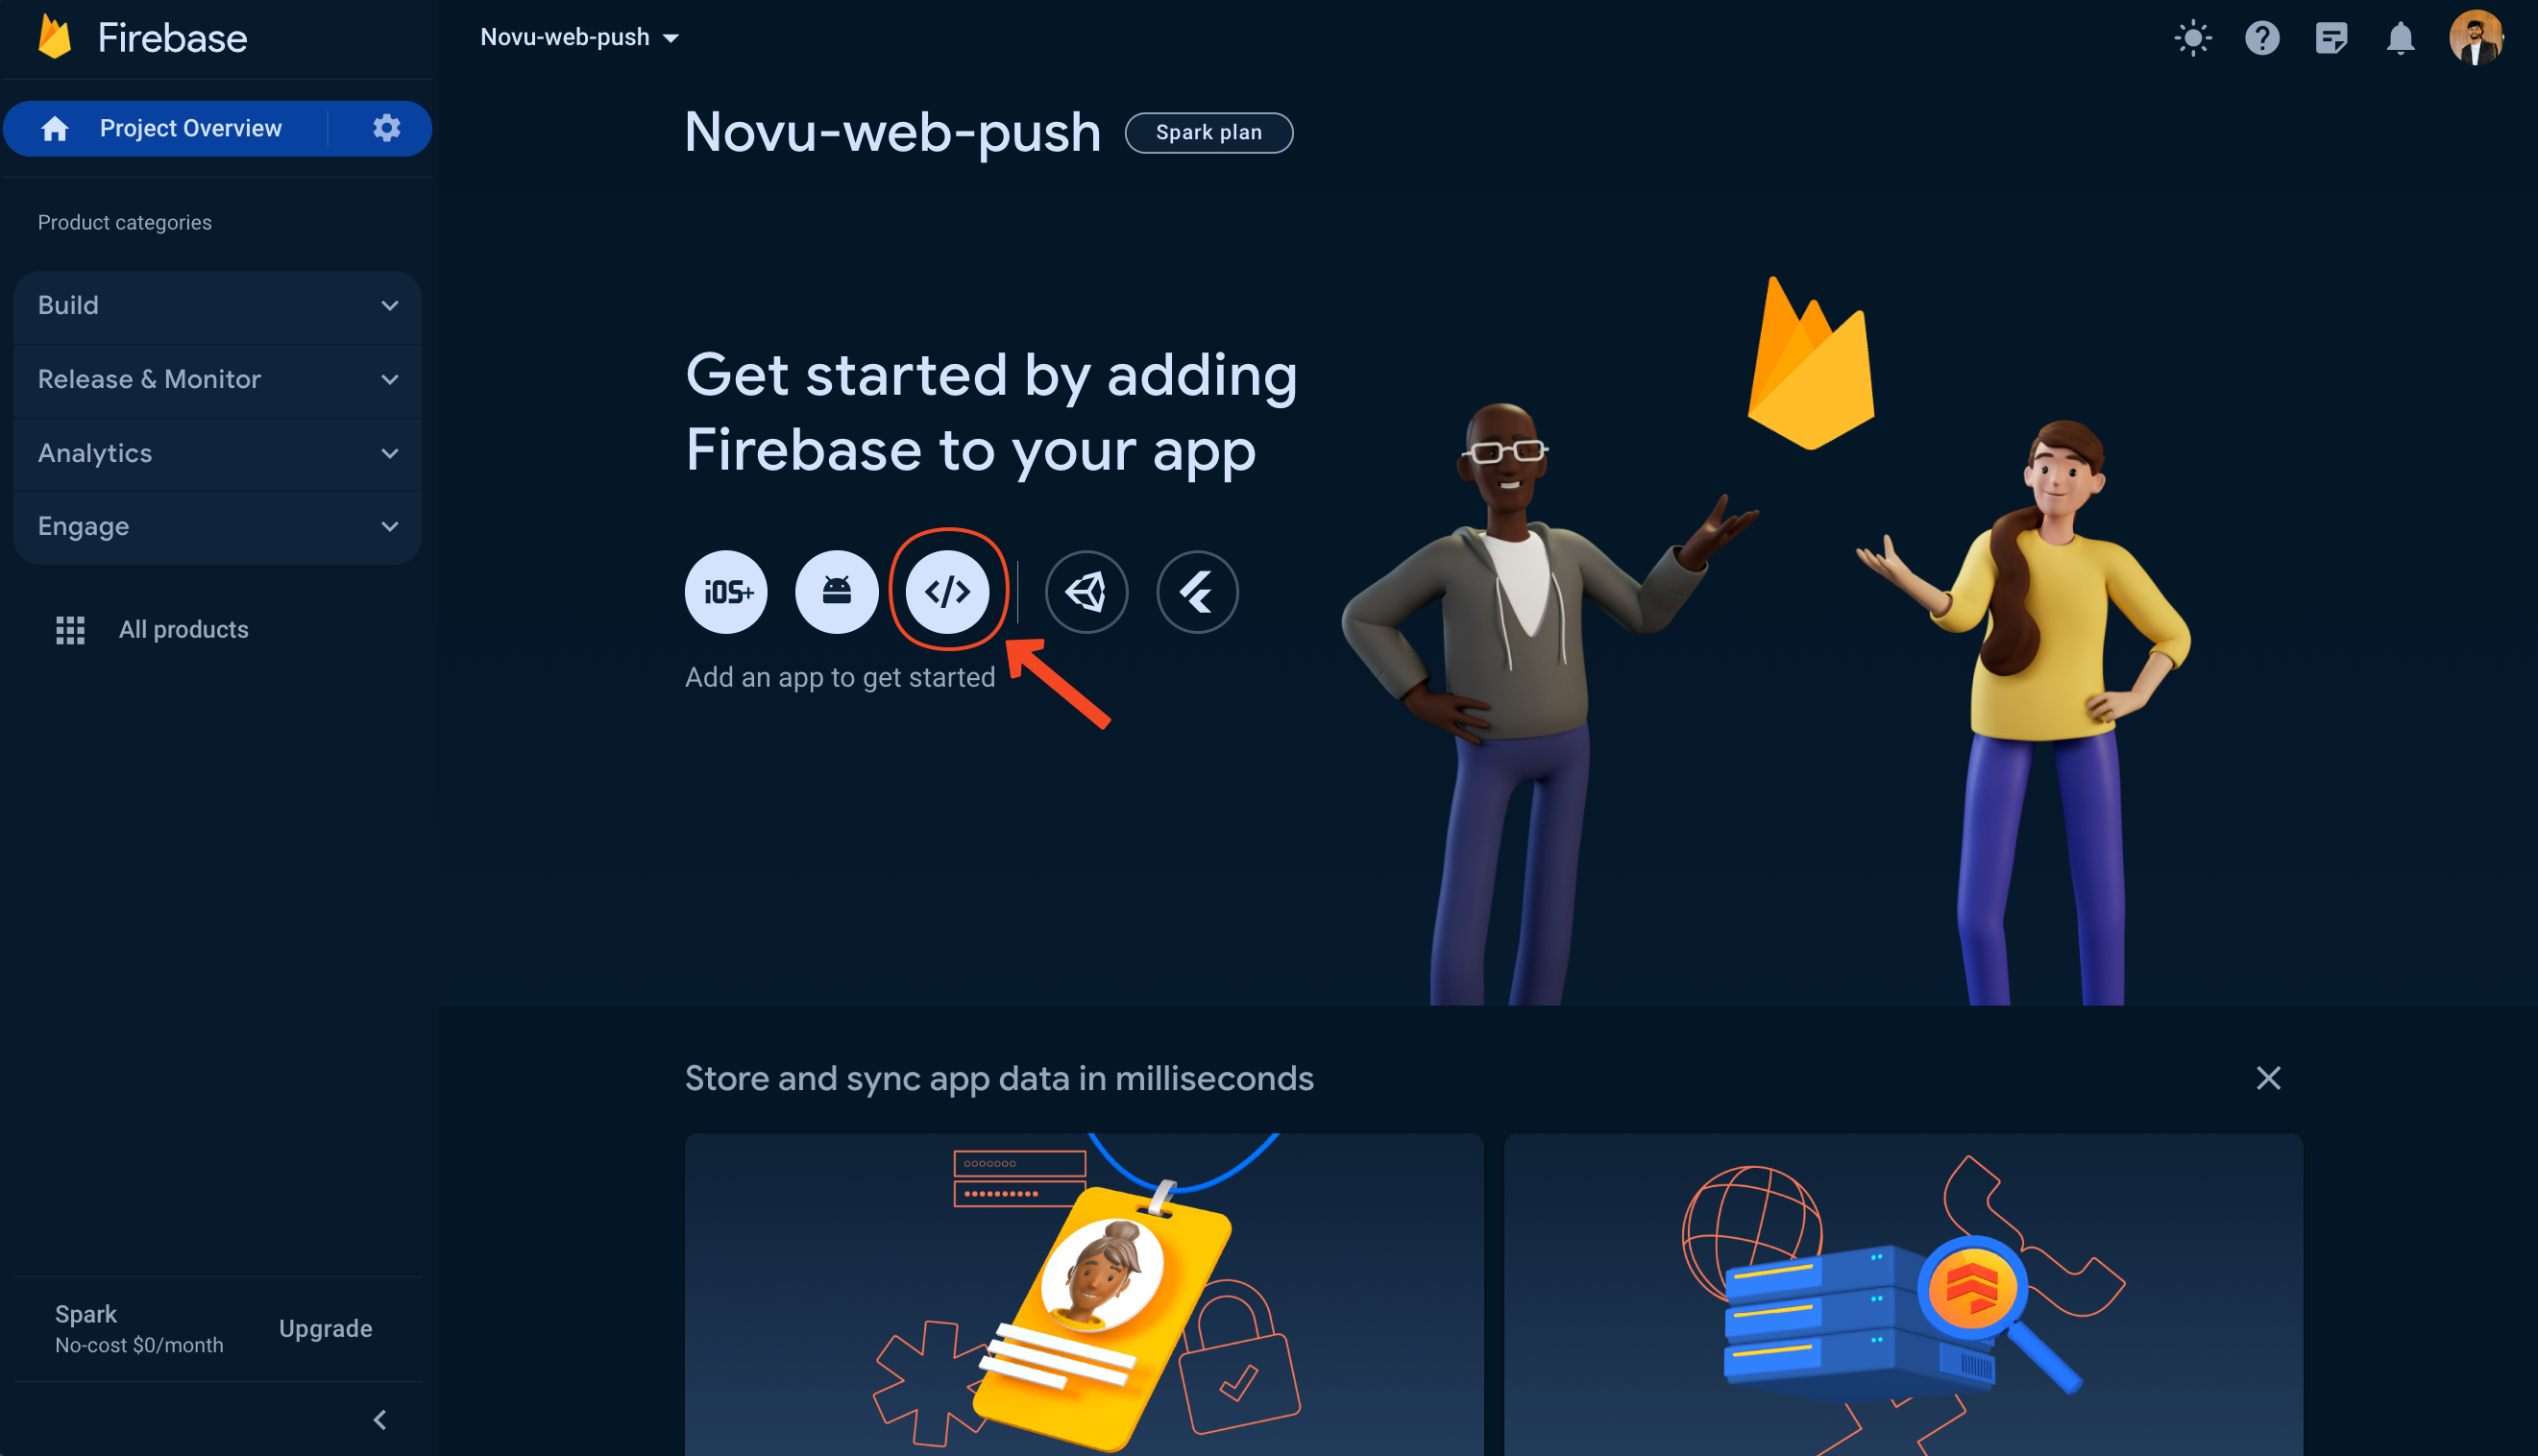 Firebase
Novu-web-push
Project Overview
Novu-web-push
Spark plan
Product categories
Build
Release & Monitor
Analytics
Engage
All products
Get started by adding
Firebase to your app
iOS+
Add an app to get started
Store and sync app data in milliseconds
Spark
No-cost $0/month
Upgrade